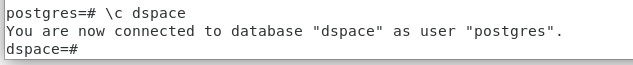 postgres=# \c dspace
You are now connected to database "dspace" as user "postgres".
dspace=#